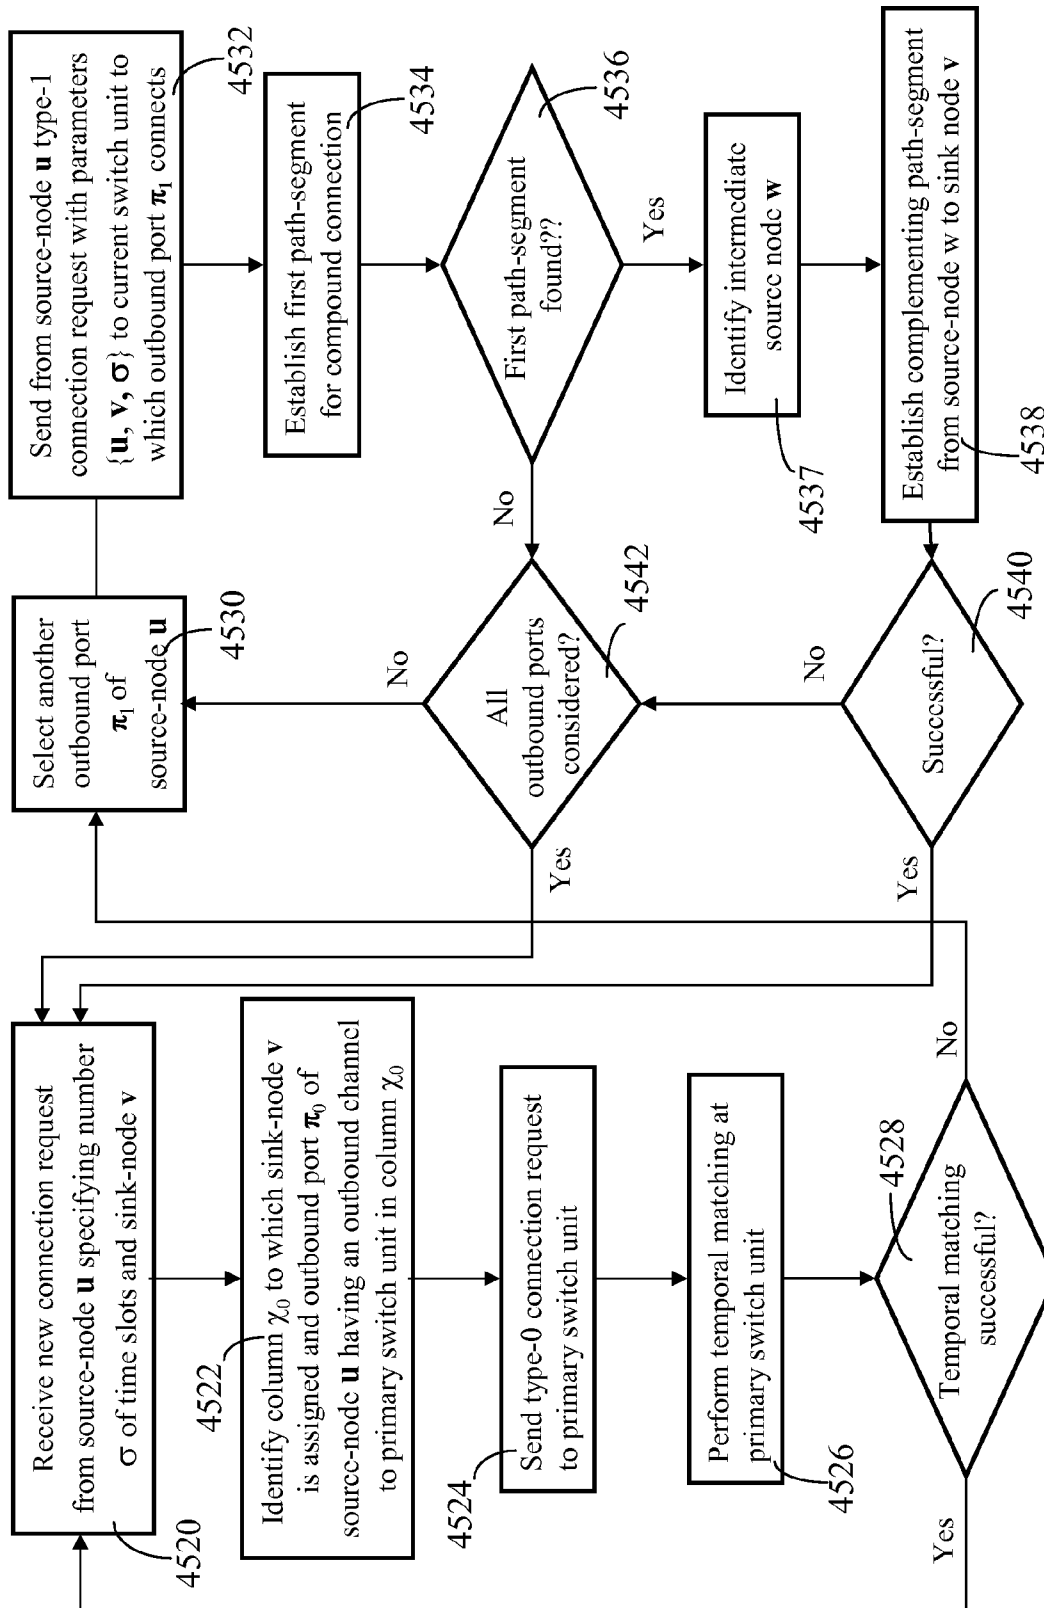 Receive new connection request
from source-node u specifying number
σ of time slots and sink-node v
4520
Identify column χ0 to which sink-node v
is assigned and outbound port π0 of
source-node u having an outbound channel
to primary switch unit in column χ0
4522
Send type-0 connection request
to primary switch unit
4524
Perform temporal matching at
primary switch unit
4526
Temporal matching
successful?
4528
Yes
No
Select another
outbound port
π1 of
source-node u
4530
Send from source-node u type-1
connection request with parameters
{u, v, σ} to current switch unit to
which outbound port π1 connects
4532
Establish first path-segment
for compound connection
4534
First path-segment
found??
4536
No
Yes
Identify intermediate
source node w
4537
Establish complementing path-segment
from source-node w to sink node v
4538
Successful?
4540
Yes
No
All
outbound ports
considered?
4542
Yes
No